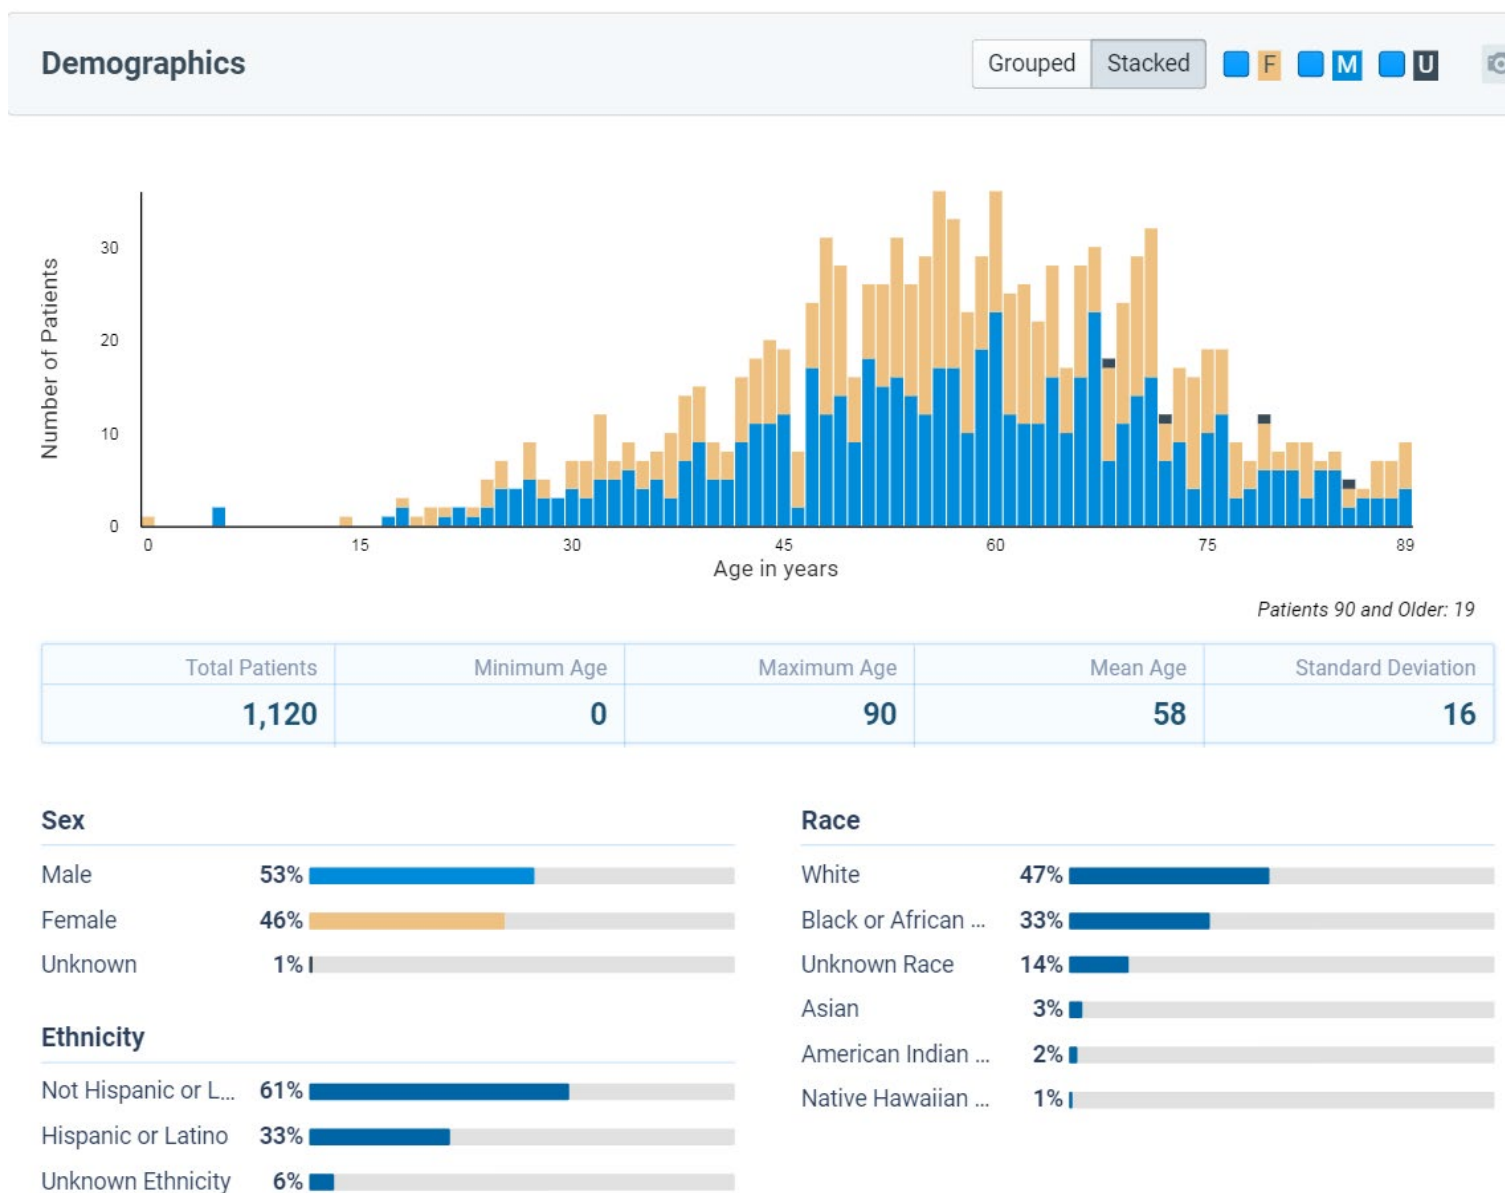 Demographics
Grouped Stacked F M U
Number of Patients
30
20
10
0
0 15 30 45 60 75 89
Age in years
Patients 90 and Older: 19
Total Patients Minimum Age Maximum Age Mean Age Standard Deviation
1,120 0 90 58 16
Sex
Male 53%
Female 46%
Unknown 1%
Ethnicity
Not Hispanic or L... 61%
Hispanic or Latino 33%
Unknown Ethnicity 6%
Race
White 47%
Black or African ... 33%
Unknown Race 14%
Asian 3%
American Indian ... 2%
Native Hawaiian ... 1%